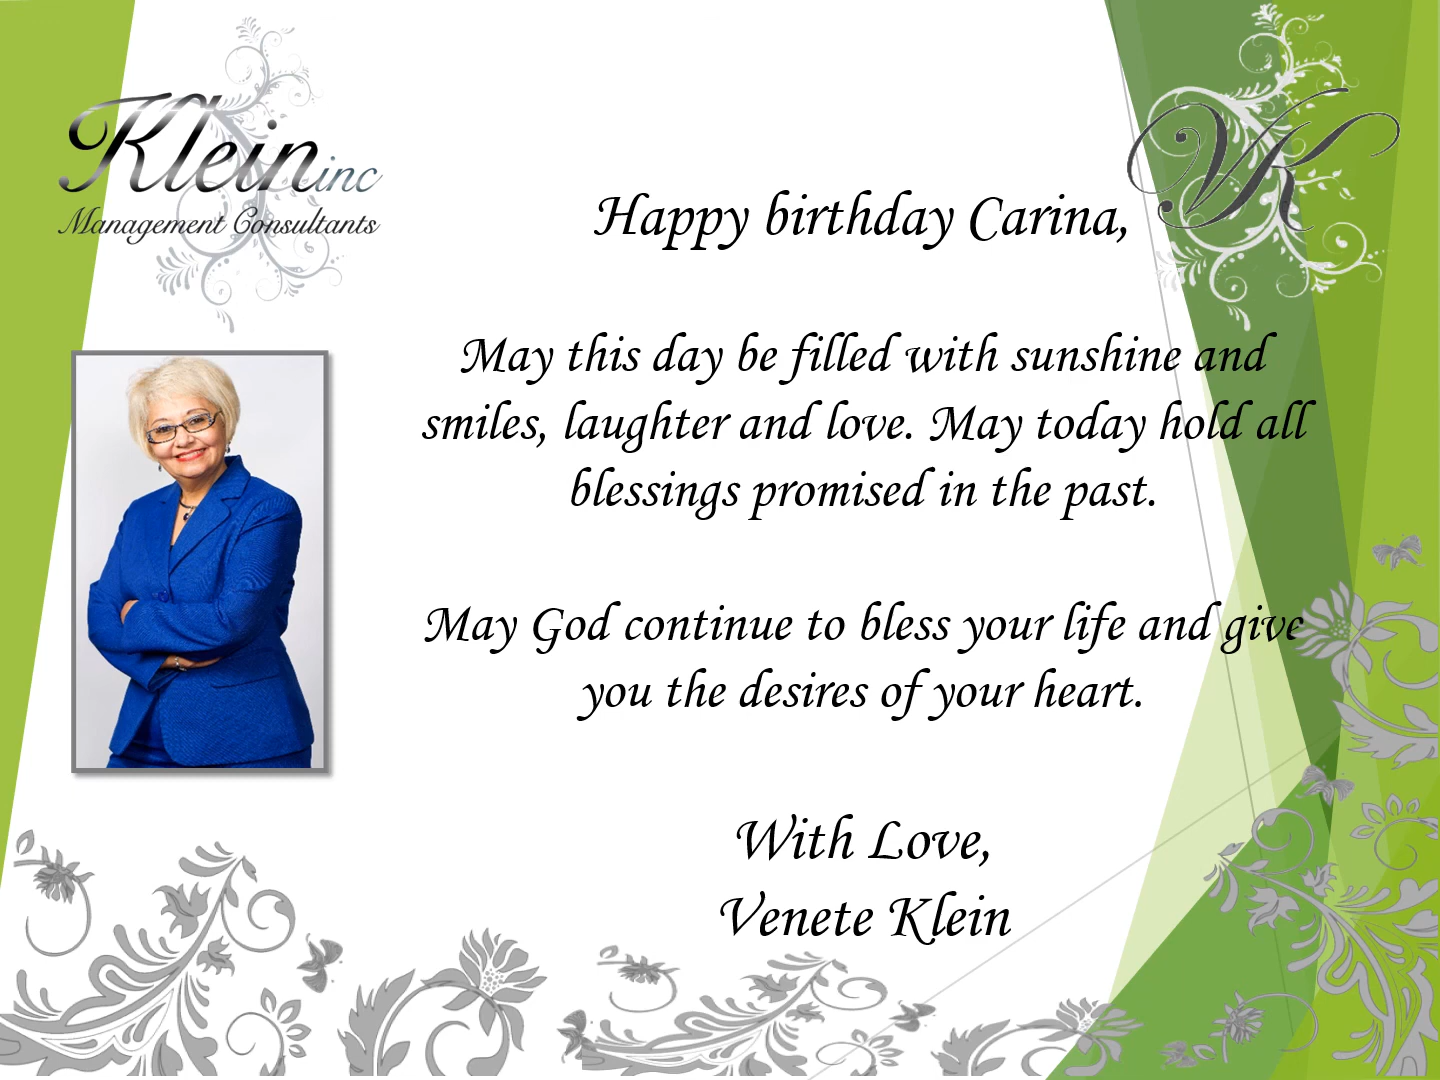 Klein inc
Management Consultants
VK
Happy birthday Carina,
May this day be filled with sunshine and
smiles, laughter and love. May today hold all
blessings promised in the past.
May God continue to bless your life and give
you the desires of your heart.
With Love,
Venete Klein